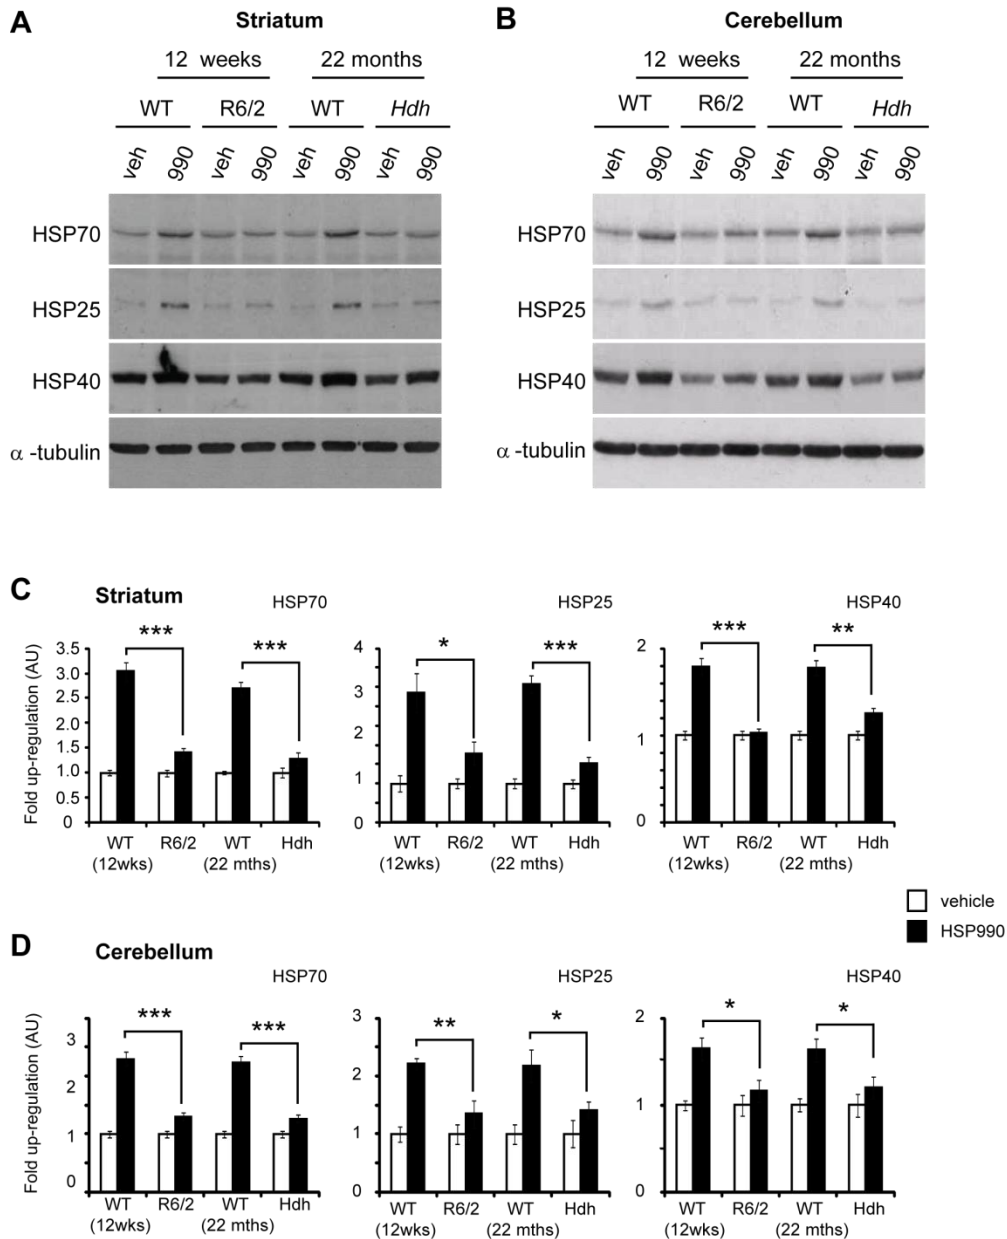 A Striatum
12 weeks 22 months
WT R6/2 WT Hdh
veh 990 veh 990 veh 990 veh 990
HSP70
HSP25
HSP40
α -tubulin
B Cerebellum
12 weeks 22 months
WT R6/2 WT Hdh
veh 990 veh 990 veh 990 veh 990
HSP70
HSP25
HSP40
α -tubulin
C Striatum
HSP70
Fold up-regulation (AU)
3.5
3.0
2.5
2.0
1.5
1.0
0.5
0
*** ***
WT R6/2 WT Hdh
(12wks) (22 mths)
HSP25
4
3
2
1
0
* ***
WT R6/2 WT Hdh
(12wks) (22 mths)
HSP40
2
1
0
*** **
WT R6/2 WT Hdh
(12wks) (22 mths)
vehicle
HSP990
D Cerebellum
HSP70
Fold up-regulation (AU)
3
2
1
0
*** ***
WT R6/2 WT Hdh
(12wks) (22 mths)
HSP25
3
2
1
0
** *
WT R6/2 WT Hdh
(12wks) (22 mths)
HSP40
2
1
0
* *
WT R6/2 WT Hdh
(12wks) (22 mths)